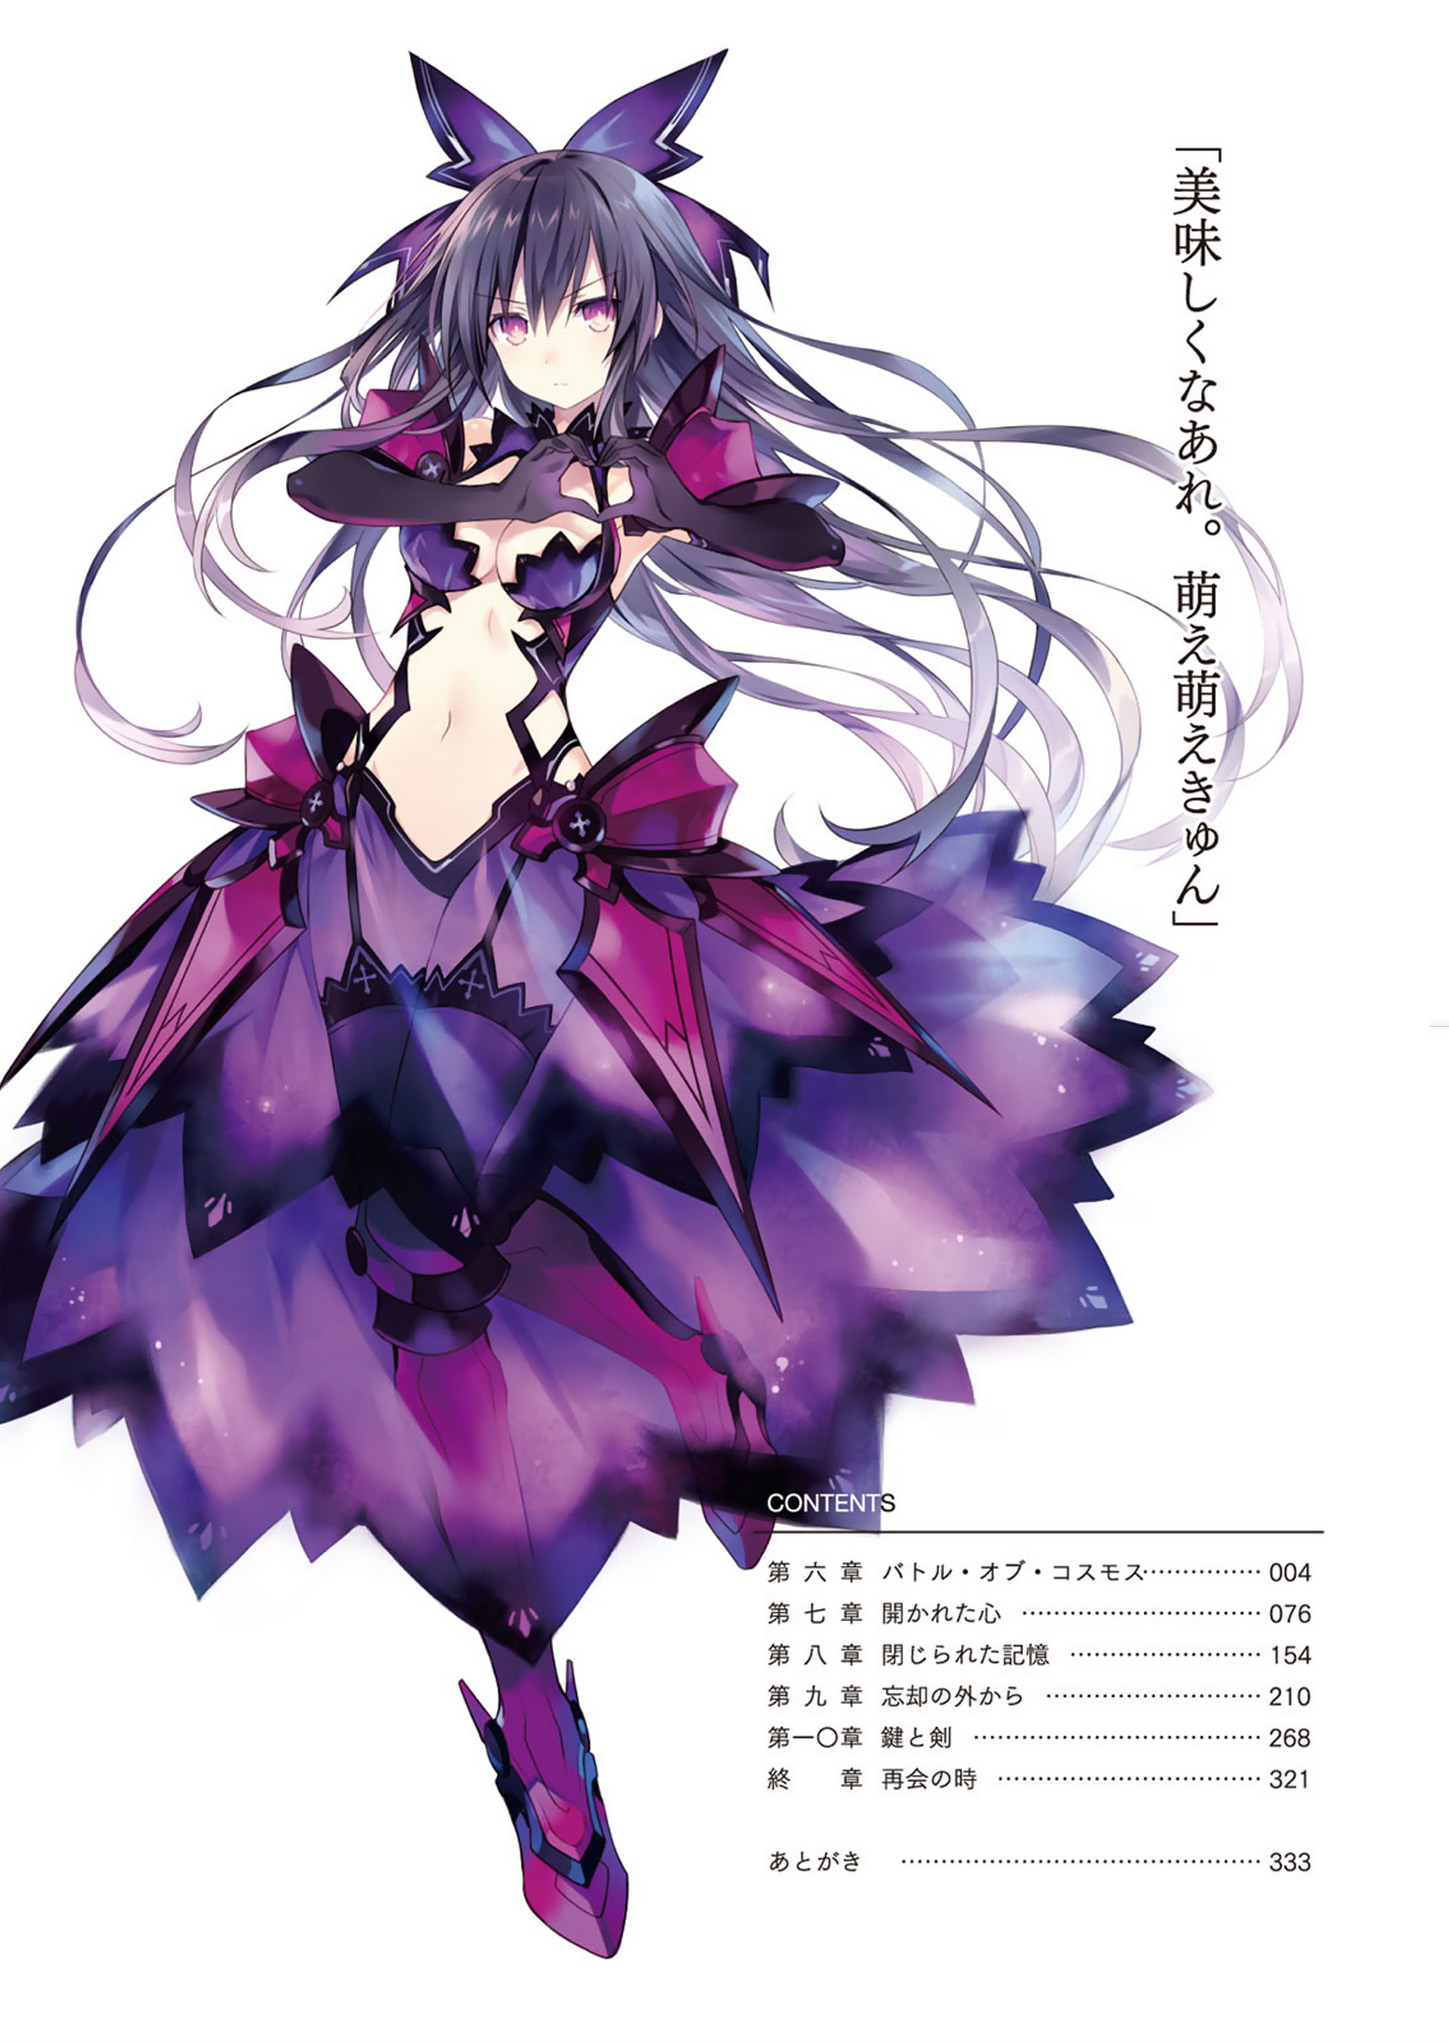 「美味しくなあれ。 萌え萌えきゅん」
CONTENTS
第六章 バトル・オブ・コスモス…………… 004
第七章 開かれた心 ………………………… 076
第八章 閉じられた記憶 …………………… 154
第九章 忘却の外から ……………………… 210
第一〇章 鍵と剣 ……………………………… 268
終章 再会の時 …………………………… 321
あとがき ……………………………………… 333